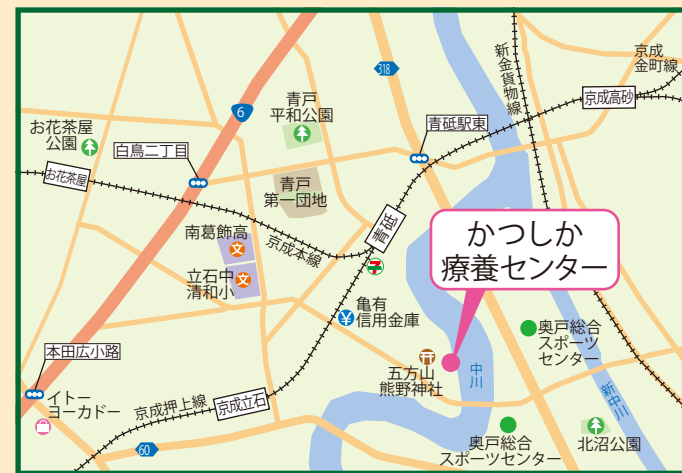 新金貨物線
京成
金町線
318
6
青戸
平和公園
京成高砂
青砥駅東
お花茶屋
公園
白鳥二丁目
お花茶屋
青戸
第一団地
青砥
南葛飾高
文
京成本線
かつしか
療養センター
立石中
清和小
文
7
¥
亀有
信用金庫
奥戸総合
スポーツ
センター
本田広小路
五方山
熊野神社
中川
新中川
イトー
ヨーカドー
京成押上線
京成立石
60
奥戸総合
スポーツセンター
北沼公園